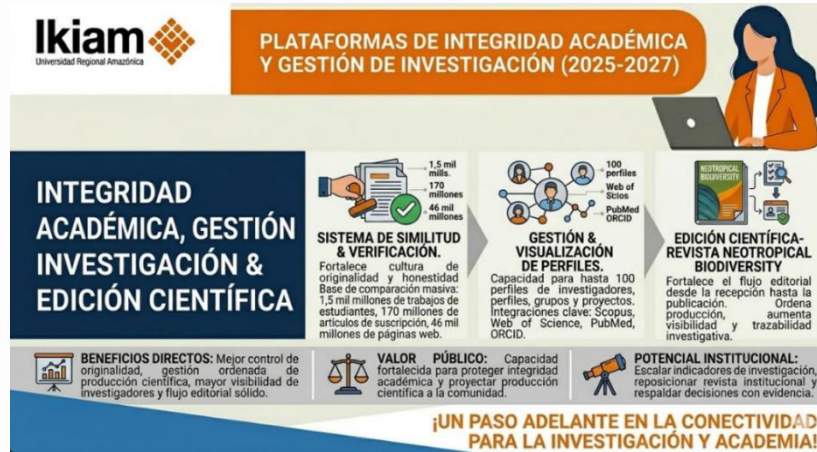 Ikiam
Universidad Regional Amazónica
PLATAFORMAS DE INTEGRIDAD ACADÉMICA
Y GESTIÓN DE INVESTIGACIÓN (2025-2027)
INTEGRIDAD
ACADÉMICA, GESTIÓN
INVESTIGACIÓN &
EDICIÓN CIENTÍFICA
1,5 mil
mills.
170
millones
46 mil
millones
SISTEMA DE SIMILITUD
& VERIFICACIÓN.
Fortalece cultura de
originalidad y honestidad
Base de comparación masiva:
1,5 mil millones de trabajos de
estudiantes, 170 millones de
artículos de suscripción, 46 mil
millones de páginas web.
100
perfiles
Web of
Sclos
PubMed
ORCID
GESTIÓN &
VISUALIZACIÓN
DE PERFILES.
Capacidad para hasta 100
perfiles de investigadores,
perfiles, grupos y proyectos.
Integraciones clave: Scopus,
Web of Science, PubMed,
ORCID.
NEOTROPICAL
BIODIVERSITY
EDICIÓN CIENTÍFICA-
REVISTA NEOTROPICAL
BIODIVERSITY
Fortalece el flujo editorial
desde la recepción hasta la
publicación. Ordena
producción, aumenta
visibilidad y trazabilidad
investigativa.
BENEFICIOS DIRECTOS: Mejor control de
originalidad, gestión ordenada de
producción científica, mayor visibilidad de
investigadores y flujo editorial sólido.
VALOR PÚBLICO: Capacidad
fortalecida para proteger integridad
académica y proyectar producción
científica a la comunidad.
POTENCIAL INSTITUCIONAL:
Escalar indicadores de investigación,
reposicionar revista institucional y
respaldar decisiones con evidencia.
¡UN PASO ADELANTE EN LA CONECTIVIDAD
PARA LA INVESTIGACIÓN Y ACADEMIA!